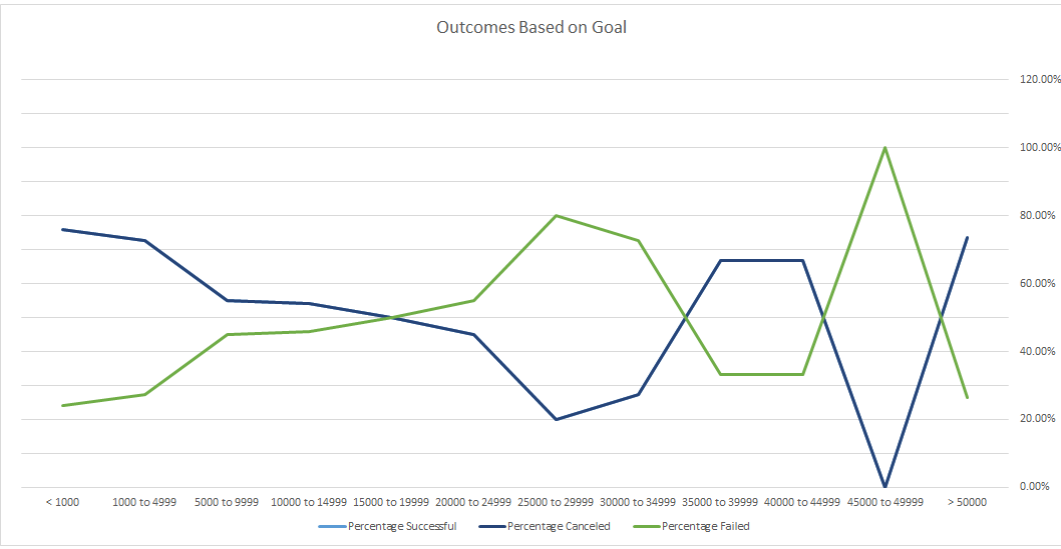 Outcomes Based on Goal
120.00%
100.00%
80.00%
60.00%
40.00%
20.00%
0.00%
< 1000 1000 to 4999 5000 to 9999 10000 to 14999 15000 to 19999 20000 to 24999 25000 to 29999 30000 to 34999 35000 to 39999 40000 to 44999 45000 to 49999 > 50000
Percentage Successful Percentage Canceled Percentage Failed